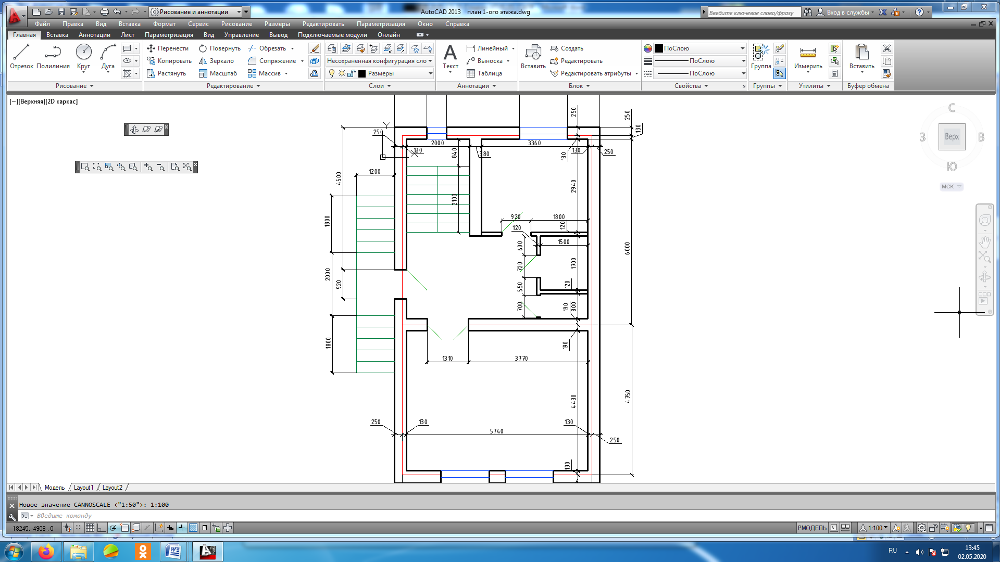 Рисование и аннотации
AutoCAD 2013 план 1-ого этажа.dwg
Введите ключевое слово/фразу
Вход в службы
Файл Правка Вид Вставка Формат Сервис Рисование Размеры Редактировать Параметризация Окно Справка
Главная Вставка Аннотации Лист Параметризация Вид Управление Вывод Подключаемые модули Онлайн
Отрезок Полилиния Круг Дуга
Рисование
Перенести Повернуть Обрезать
Копировать Зеркало Сопряжение
Растянуть Масштаб Массив
Редактирование
Несохраненная конфигурация сло
Размеры
Слои
Текст
Линейный
Выноска
Таблица
Аннотации
Вставить
Создать
Редактировать
Редактировать атрибуты
Блок
ПоСлою
ПоСлою
ПоСлою
Свойства
Группа
Группы
Измерить
Утилиты
Вставить
Буфер обмена
[−][Верхняя][2D каркас]
С
З Верх В
Ю
МСК
250 250 130
Y
250 2000 3360
130 840 380 130 130 250
1200
4500 2940
2100
1800 920 1800
120 120
600 1500
6000
1700
720
2000 920 550 120
700 190 800
1800 190
1310 3770
4750
4430
250 130 130
5740
250
130
Модель Layout1 Layout2
Новое значение CANNOSCALE <"1:50">: 1:100
Введите команду
18245, -4908 , 0
РМОДЕЛЬ
1:100
RU
13:45
02.05.2020